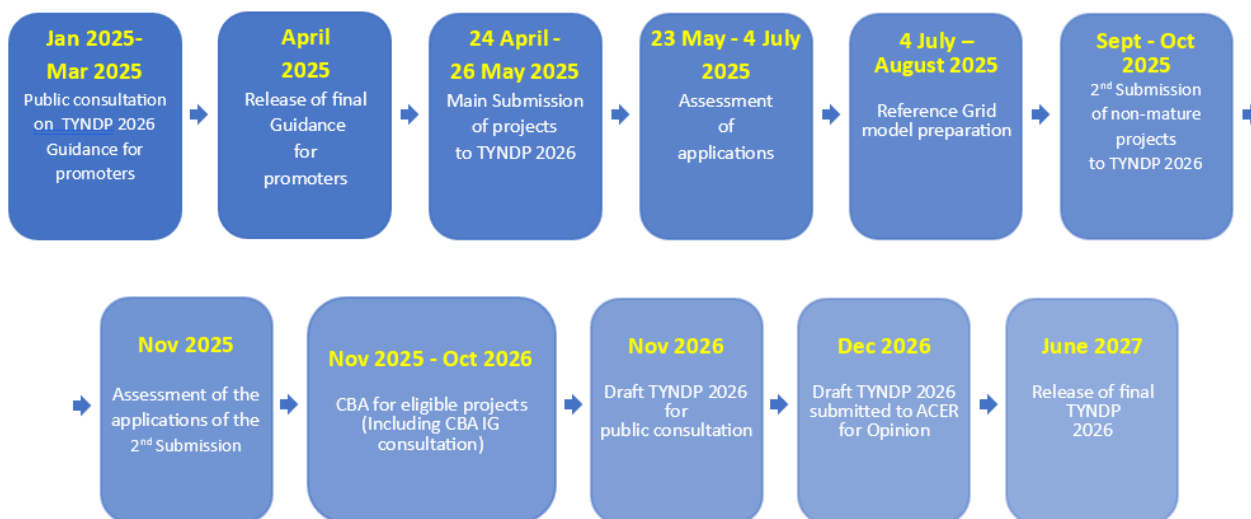 Jan 2025-
Mar 2025
Public consultation
on TYNDP 2026
Guidance for
promoters
April
2025
Release of final
Guidance
for
promoters
24 April -
26 May 2025
Main Submission
of projects
to TYNDP 2026
23 May - 4 July
2025
Assessment
of
applications
4 July –
August 2025
Reference Grid
model preparation
Sept - Oct
2025
2nd Submission
of non-mature
projects
to TYNDP 2026
Nov 2025
Assessment of the
applications of the
2nd Submission
Nov 2025 - Oct 2026
CBA for eligible projects
(Including CBA IG
consultation)
Nov 2026
Draft TYNDP 2026
for
public consultation
Dec 2026
Draft TYNDP 2026
submitted to ACER
for Opinion
June 2027
Release of final
TYNDP
2026